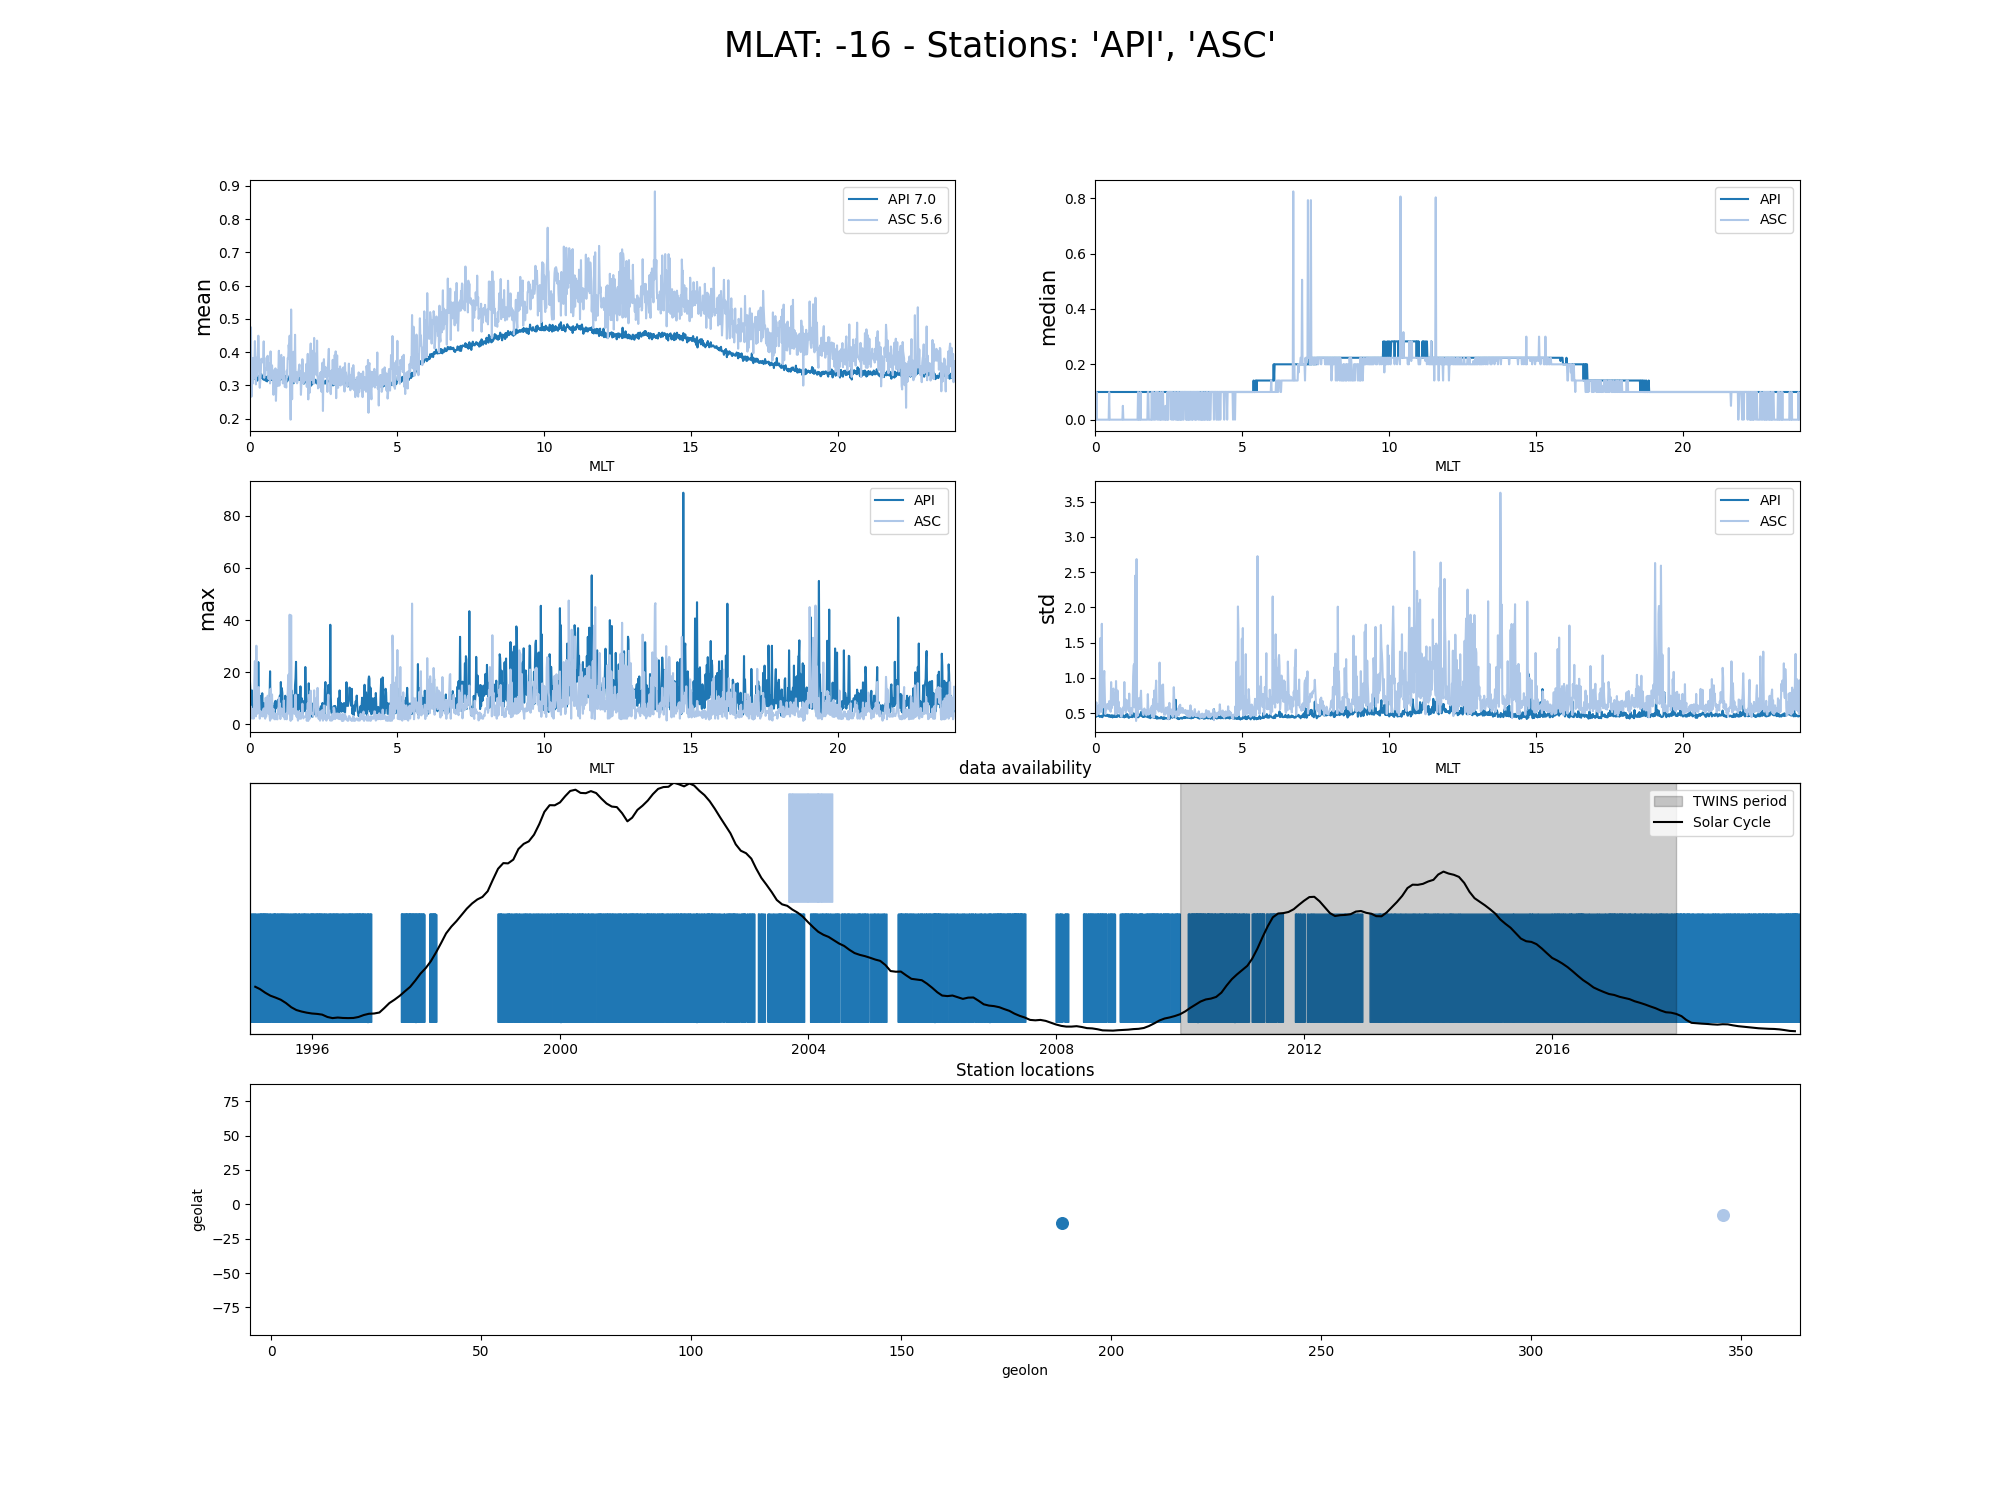 MLAT: -16 - Stations: 'API', 'ASC'
mean
0.9
0.8
0.7
0.6
0.5
0.4
0.3
0.2
API 7.0
ASC 5.6
0 5 10 15 20
MLT
median
0.8
0.6
0.4
0.2
0.0
API
ASC
0 5 10 15 20
MLT
max
80
60
40
20
0
API
ASC
0 5 10 15 20
MLT
std
3.5
3.0
2.5
2.0
1.5
1.0
0.5
API
ASC
0 5 10 15 20
MLT
data availability
TWINS period
Solar Cycle
1996 2000 2004 2008 2012 2016
Station locations
geolat
75
50
25
0
−25
−50
−75
0 50 100 150 200 250 300 350
geolon